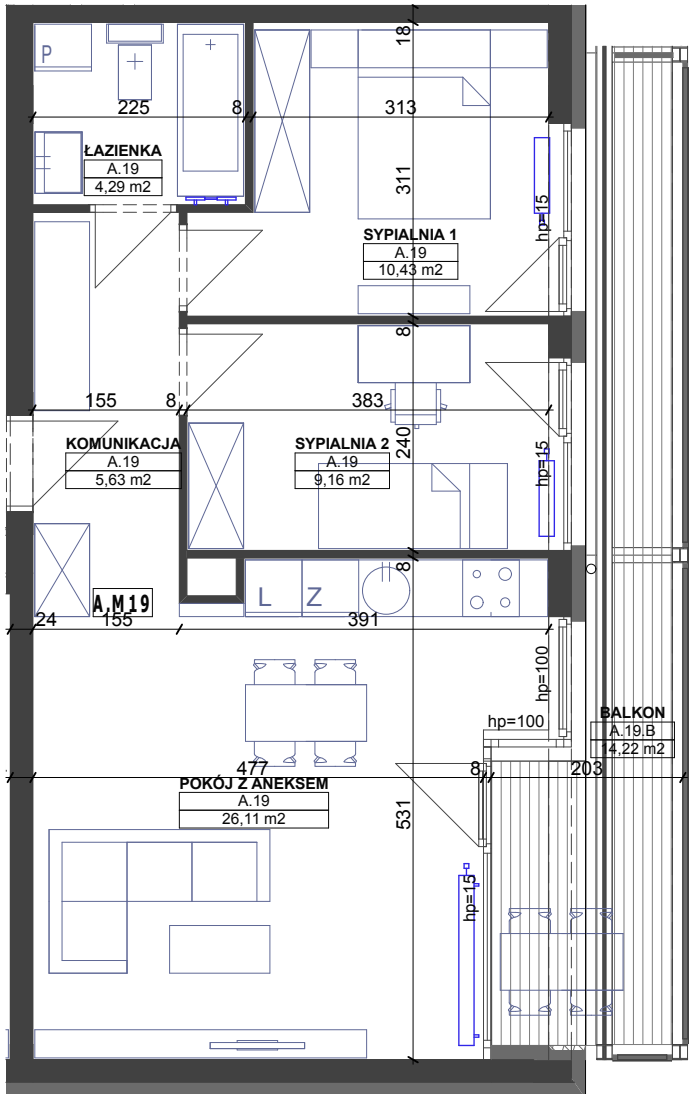 18
P
225
8
313
ŁAZIENKA
A.19
4,29 m2
311
hp=15
SYPIALNIA 1
A.19
10,43 m2
8
155
8
383
KOMUNIKACJA
A.19
5,63 m2
SYPIALNIA 2
A.19
9,16 m2
240
hp=15
8
L
Z
A.M19
24
155
391
hp=100
hp=100
BALKON
A.19.B
14,22 m2
477
8
203
POKÓJ Z ANEKSEM
A.19
26,11 m2
531
hp=15